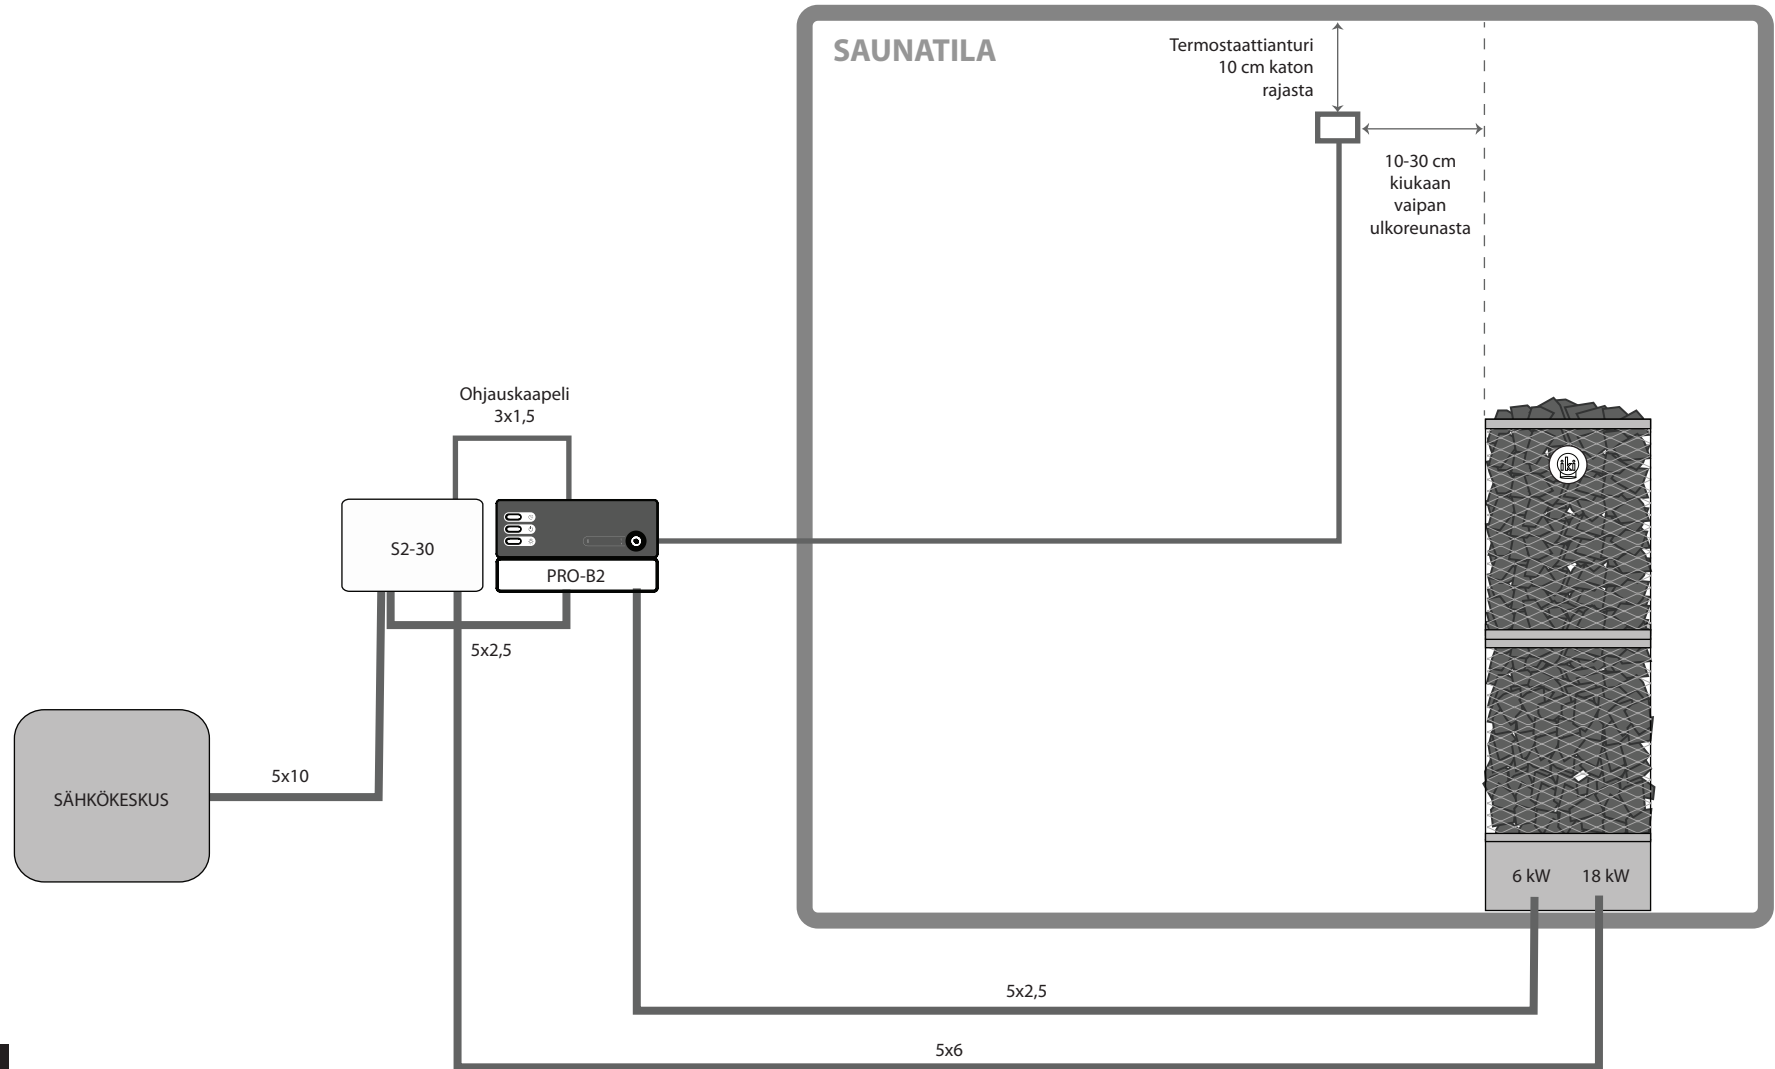 SAUNATILA
Termostaattianturi
10 cm katon
rajasta
10-30 cm
kiukaan
vaipan
ulkoreunasta
Ohjauskaapeli
3x1,5
iki
S2-30
PRO-B2
5x2,5
5x10
SÄHKÖKESKUS
6 kW
18 kW
5x2,5
5x6